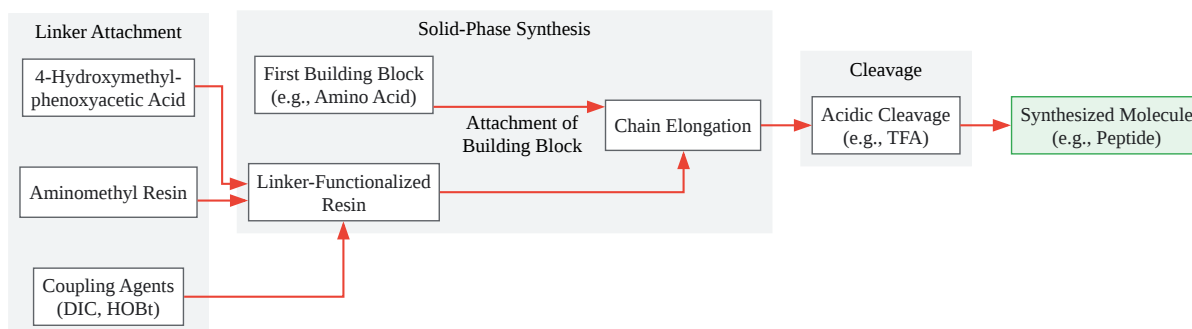 Linker Attachment
4-Hydroxymethyl-
phenoxyacetic Acid
Aminomethyl Resin
Coupling Agents
(DIC, HOBt)
Solid-Phase Synthesis
First Building Block
(e.g., Amino Acid)
Attachment of
Building Block
Linker-Functionalized
Resin
Chain Elongation
Cleavage
Acidic Cleavage
(e.g., TFA)
Synthesized Molecule
(e.g., Peptide)